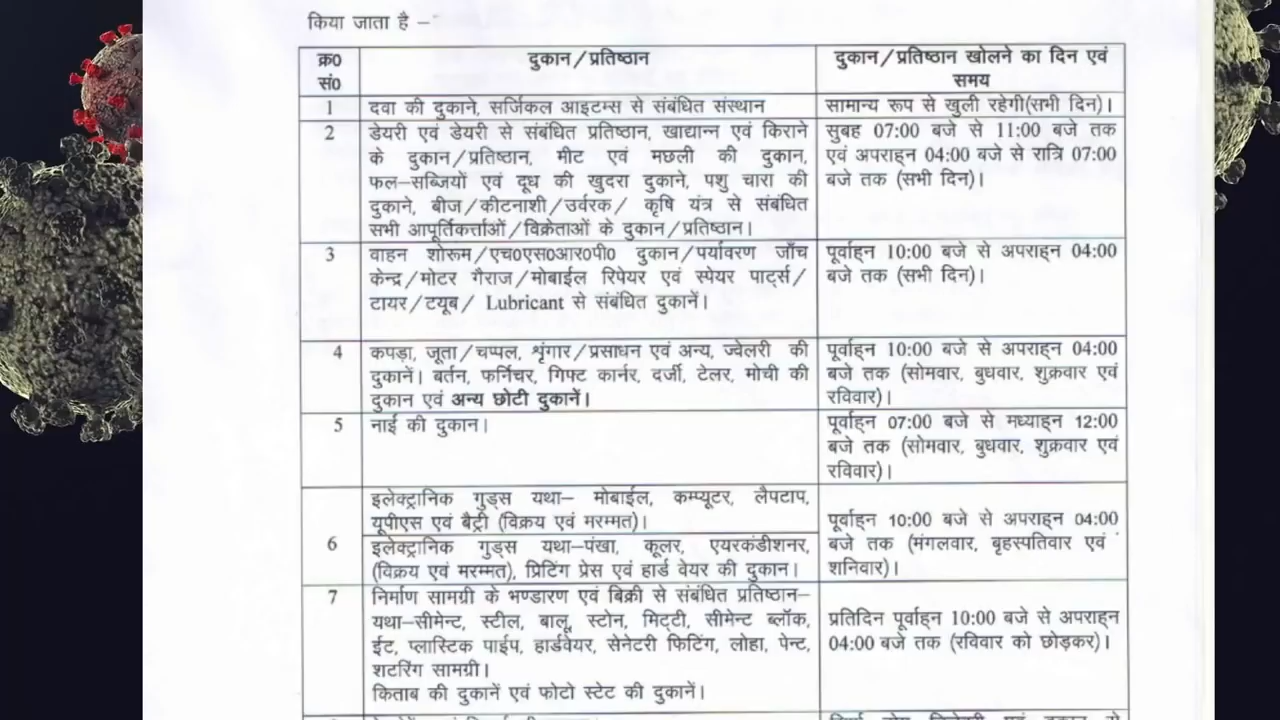 किया जाता है –
क्र0 सं0
दुकान/प्रतिष्ठान
दुकान/प्रतिष्ठान खोलने का दिन एवं
समय
1
दवा की दुकाने, सर्जिकल आइटम्स से संबंधित संस्थान
सामान्य रूप से खुली रहेगी(सभी दिन)।
2
डेयरी एवं डेयरी से संबंधित प्रतिष्ठान, खाद्यान्न एवं किराने
के दुकान/प्रतिष्ठान, मीट एवं मछली की दुकान,
फल–सब्जियों एवं दूध की खुदरा दुकाने, पशु चारा की
दुकाने, बीज/कीटनाशी/उर्वरक/ कृषि यंत्र से संबंधित
सभी आपूर्तिकर्त्ताओं/विक्रेताओं के दुकान/प्रतिष्ठान।
सुबह 07:00 बजे से 11:00 बजे तक
एवं अपराहन 04:00 बजे से रात्रि 07:00
बजे तक (सभी दिन)।
3
वाहन शोरूम/एच0एस0आर0पी0 दुकान/पर्यावरण जाँच
केन्द्र/मोटर गैराज/मोबाईल रिपेयर एवं स्पेयर पार्ट्स/
टायर/टयूब/ Lubricant से संबंधित दुकानें।
पूर्वाहन 10:00 बजे से अपराहन 04:00
बजे तक (सभी दिन)।
4
कपड़ा, जूता/चप्पल, शृंगार/प्रसाधन एवं अन्य, ज्वेलरी की
दुकानें। बर्तन, फर्निचर, गिफ्ट कार्नर, दर्जी, टेलर, मोची की
दुकान एवं अन्य छोटी दुकानें।
पूर्वाहन 10:00 बजे से अपराह्न 04:00
बजे तक (सोमवार, बुधवार, शुक्रवार एवं
रविवार)।
5
नाई की दुकान।
पूर्वाहन 07:00 बजे से मध्याहन 12:00
बजे तक (सोमवार, बुधवार, शुक्रवार एवं
रविवार)।
6
इलेक्ट्रानिक गुड्स यथा– मोबाईल, कम्प्यूटर, लैपटाप,
यूपीएस एवं बैट्री (विक्रय एवं मरम्मत)।
इलेक्ट्रानिक गुड्स यथा–पंखा, कूलर, एयरकंडीशनर,
(विक्रय एवं मरम्मत), प्रिटिंग प्रेस एवं हार्ड वेयर की दुकान।
पूर्वाह्न 10:00 बजे से अपराह्न 04:00
बजे तक (मंगलवार, बृहस्पतिवार एवं
शनिवार)।
7
निर्माण सामग्री के भण्डारण एवं बिक्री से संबंधित प्रतिष्ठान–
यथा–सीमेन्ट, स्टील, बालू, स्टोन, मिट्टी, सीमेन्ट ब्लॉक,
ईट, प्लास्टिक पाईप, हार्डवेयर, सेनेटरी फिटिंग, लोहा, पेन्ट,
शटरिंग सामग्री।
किताब की दुकानें एवं फोटो स्टेट की दुकानें।
प्रतिदिन पूर्वाह्न 10:00 बजे से अपराह्न
04:00 बजे तक (रविवार को छोड़कर)।